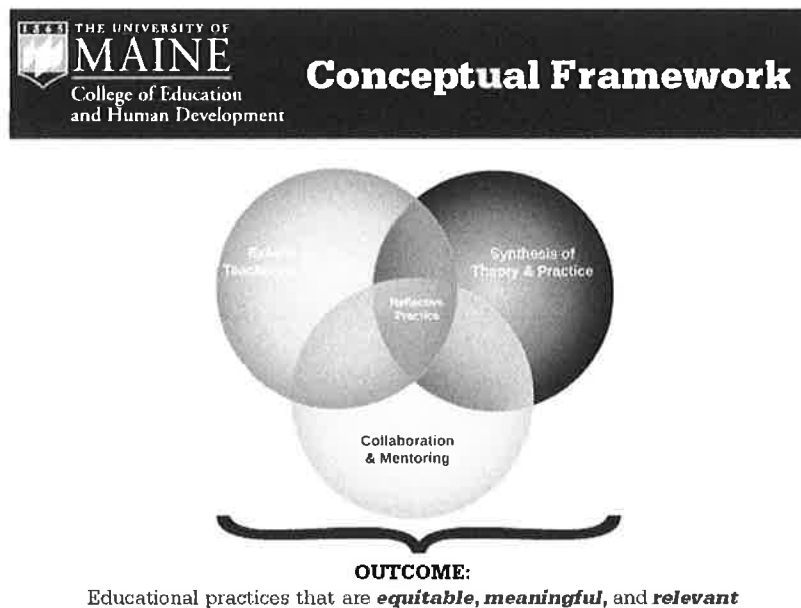 1865 THE UNIVERSITY OF
MAINE
College of Education
and Human Development
Conceptual Framework
Synthesis of
Theory & Practice
Reflective
Practice
Collaboration
& Mentoring
OUTCOME:
Educational practices that are equitable, meaningful, and relevant